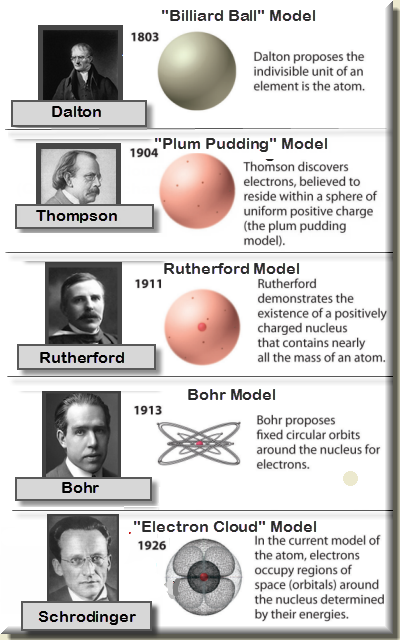 "Billiard Ball" Model
1803
Dalton proposes the
indivisible unit of an
element is the atom.
Dalton
"Plum Pudding" Model
1904
Thomson discovers
electrons, believed to
reside within a sphere of
uniform positive charge
(the plum pudding
model).
Thompson
Rutherford Model
1911
Rutherford
demonstrates the
existence of a positively
charged nucleus
that contains nearly
all the mass of an atom.
Rutherford
Bohr Model
1913
Bohr proposes
fixed circular orbits
around the nucleus for
electrons.
Bohr
"Electron Cloud" Model
1926
In the current model of
the atom, electrons
occupy regions of
space (orbitals) around
the nucleus determined
by their energies.
Schrodinger